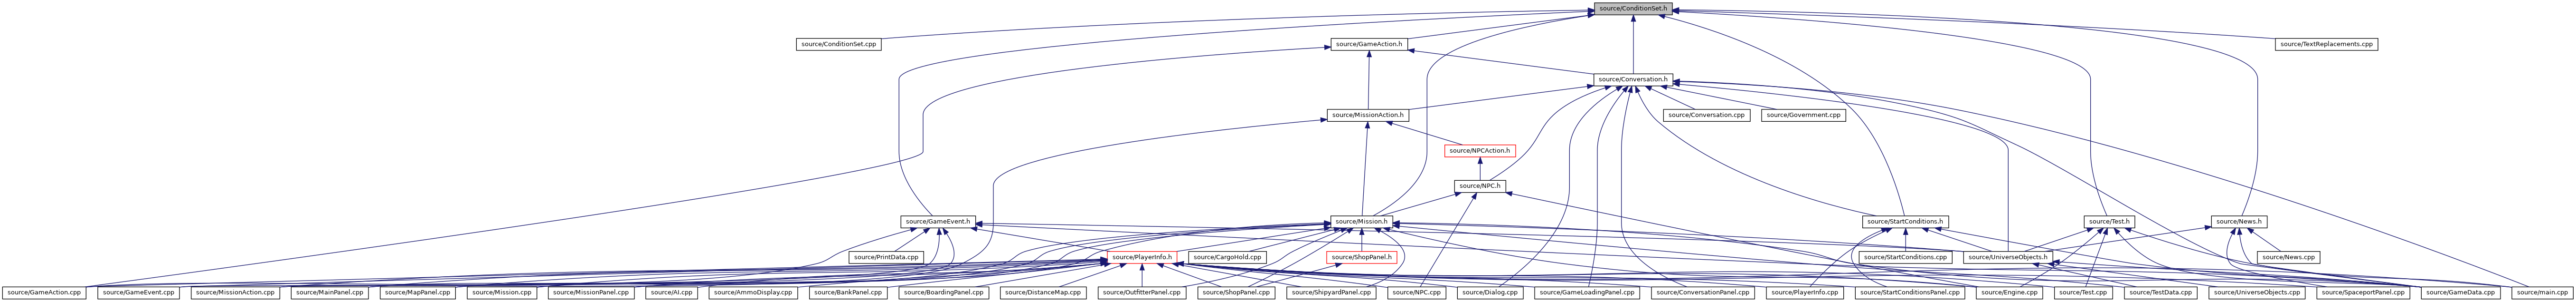 source/ConditionSet.h
source/ConditionSet.cpp
source/GameAction.h
source/TextReplacements.cpp
source/Conversation.h
source/MissionAction.h
source/Conversation.cpp
source/Government.cpp
source/NPCAction.h
source/NPC.h
source/GameEvent.h
source/Mission.h
source/StartConditions.h
source/Test.h
source/News.h
source/PrintData.cpp
source/PlayerInfo.h
source/CargoHold.cpp
source/ShopPanel.h
source/StartConditions.cpp
source/UniverseObjects.h
source/News.cpp
source/GameAction.cpp
source/GameEvent.cpp
source/MissionAction.cpp
source/MainPanel.cpp
source/MapPanel.cpp
source/Mission.cpp
source/MissionPanel.cpp
source/AI.cpp
source/AmmoDisplay.cpp
source/BankPanel.cpp
source/BoardingPanel.cpp
source/DistanceMap.cpp
source/OutfitterPanel.cpp
source/ShopPanel.cpp
source/ShipyardPanel.cpp
source/NPC.cpp
source/Dialog.cpp
source/GameLoadingPanel.cpp
source/ConversationPanel.cpp
source/PlayerInfo.cpp
source/StartConditionsPanel.cpp
source/Engine.cpp
source/Test.cpp
source/TestData.cpp
source/UniverseObjects.cpp
source/SpaceportPanel.cpp
source/GameData.cpp
source/main.cpp